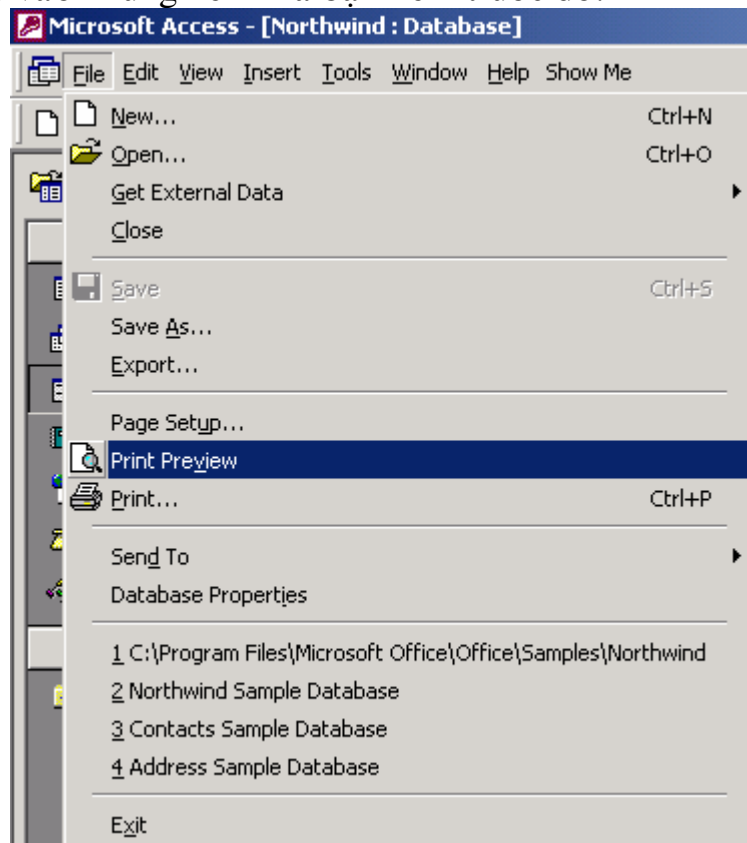 Microsoft Access - [Northwind : Database]
File Edit View Insert Tools Window Help Show Me
New... Ctrl+N
Open... Ctrl+O
Get External Data
Close
Save Ctrl+S
Save As...
Export...
Page Setup...
Print Preview
Print... Ctrl+P
Send To
Database Properties
1 C:\Program Files\Microsoft Office\Office\Samples\Northwind
2 Northwind Sample Database
3 Contacts Sample Database
4 Address Sample Database
Exit